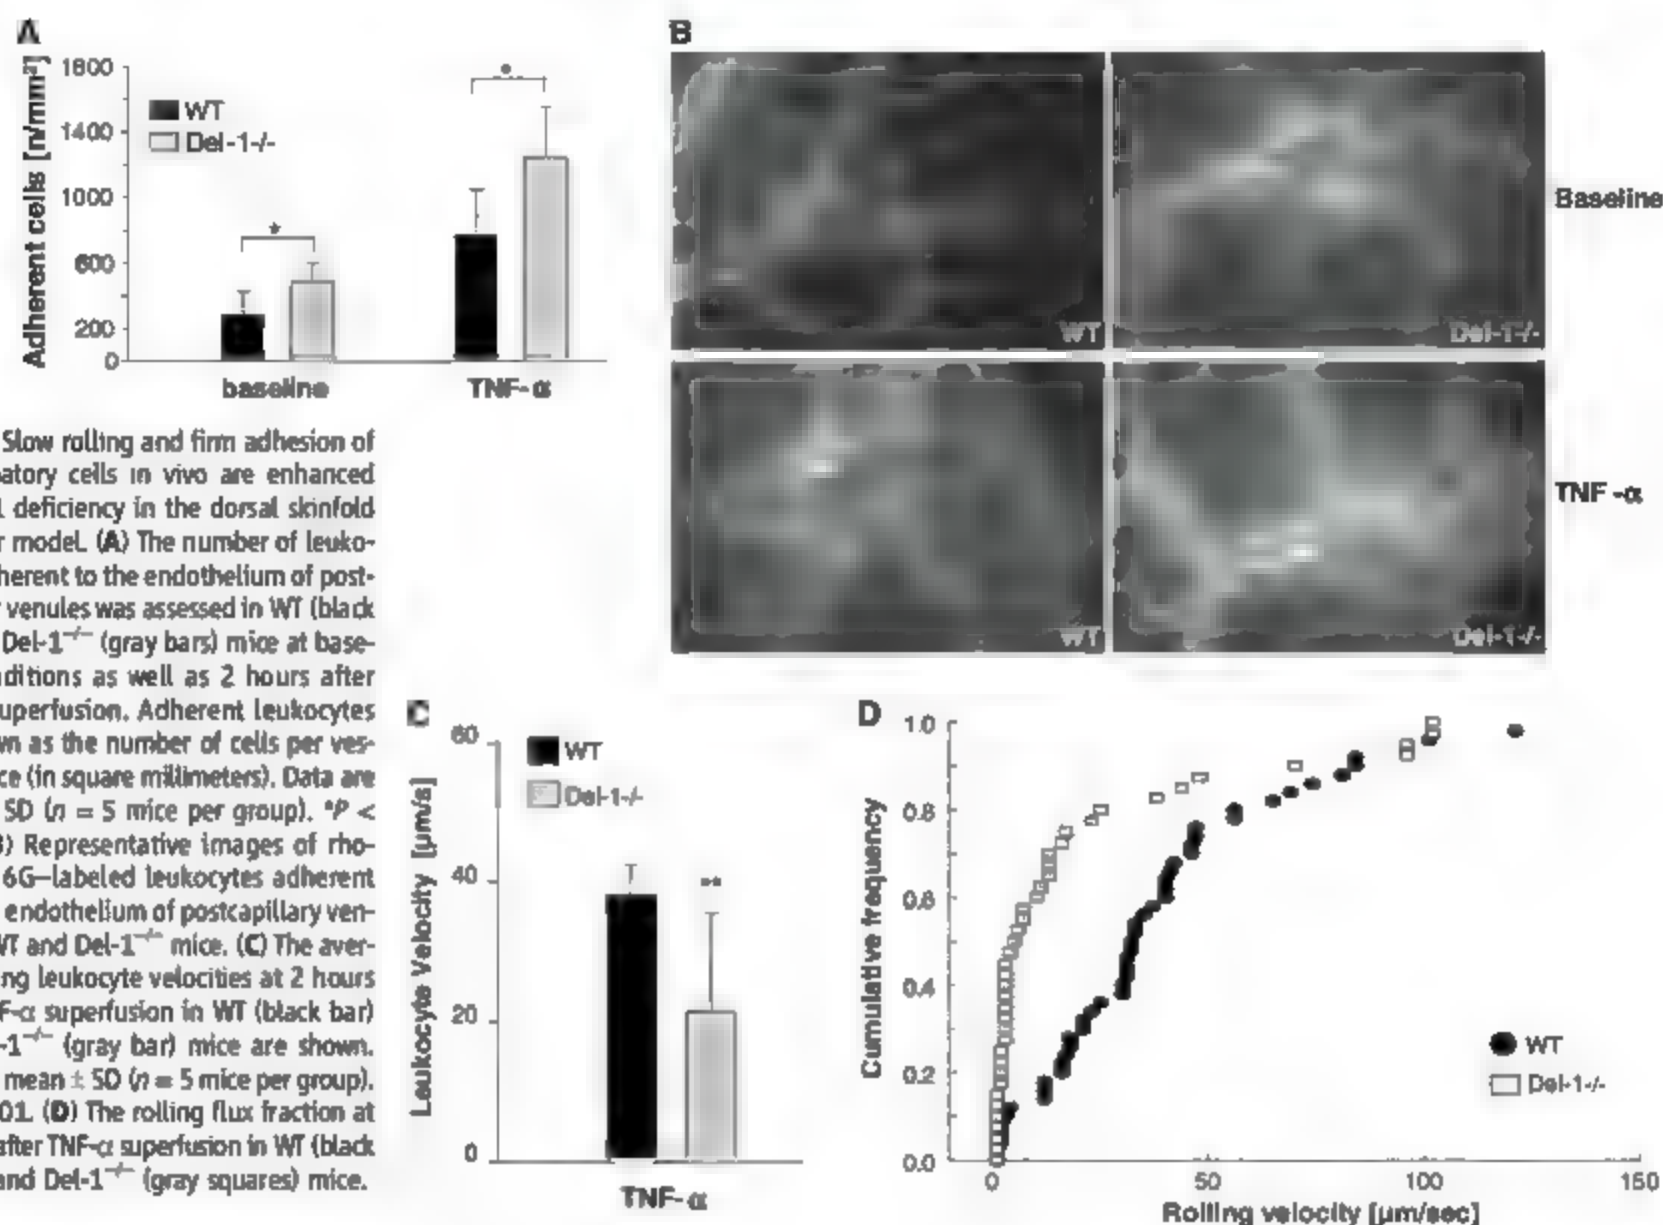 A
Adherent cells [n/mm²]
1800
1400
1000
600
200
0
WT
Del-1-/-
*
*
baseline
TNF-α
B
WT
Del-1-/-
Baseline
WT
Del-1-/-
TNF-α
Slow rolling and firm adhesion of
cells in vivo are enhanced
deficiency in the dorsal skinfold
model. (A) The number of leuko-
to the endothelium of post-
venules was assessed in WT (black
Del-1−/− (gray bars) mice at base-
as well as 2 hours after
Adherent leukocytes
as the number of cells per ves-
(in square millimeters). Data are
SD (n = 5 mice per group). *P <
Representative images of rho-
6G–labeled leukocytes adherent
endothelium of postcapillary ven-
WT and Del-1−/− mice. (C) The aver-
leukocyte velocities at 2 hours
superfusion in WT (black bar)
(gray bar) mice are shown.
mean ± SD (n = 5 mice per group).
01. (D) The rolling flux fraction at
after TNF-α superfusion in WT (black
and Del-1−/− (gray squares) mice.
C
Leukocyte Velocity [μm/s]
60
40
20
0
WT
Del-1-/-
**
TNF-α
D
Cumulative frequency
1.0
0.8
0.6
0.4
0.2
0.0
WT
Del-1-/-
0
50
100
150
Rolling velocity [μm/sec]